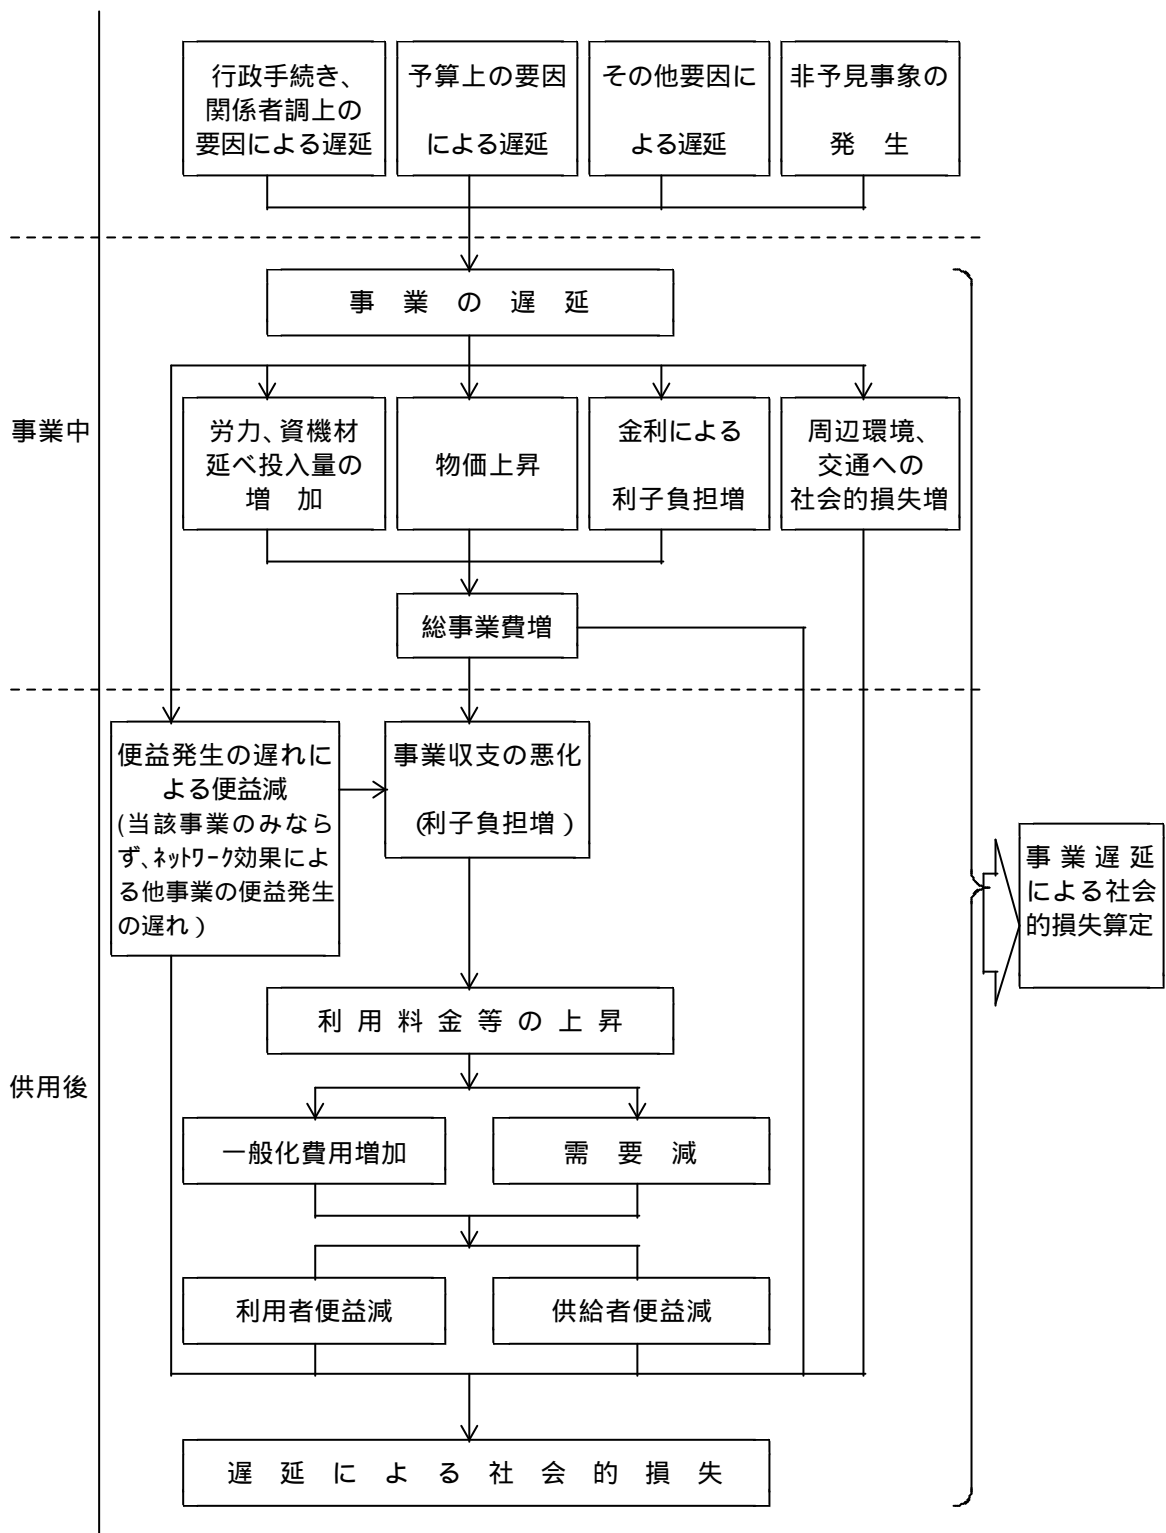 行政手続き、
関係者調上の
要因による遅延
予算上の要因
による遅延
その他要因に
よる遅延
非予見事象の
発　生
事　業　の　遅　延
事業中
労力、資機材
延べ投入量の
増　加
物価上昇
金利による
利子負担増
周辺環境、
交通への
社会的損失増
総事業費増
便益発生の遅れに
よる便益減
(当該事業のみなら
ず、ﾈｯﾄﾜｰｸ効果によ
る他事業の便益発生
の遅れ）
事業収支の悪化
(利子負担増）
事業遅延
による社会
的損失算定
利用料金等の上昇
供用後
一般化費用増加
需　要　減
利用者便益減
供給者便益減
遅延による社会的損失